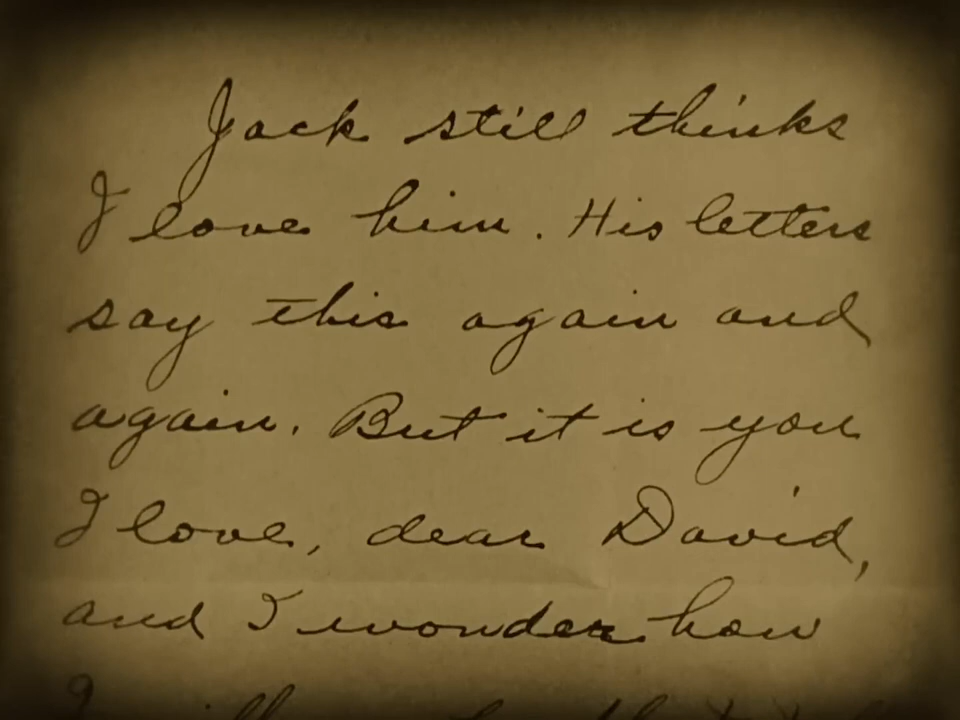 Jack still thinks
I love him. His letters
say this again and
again. But it is you
I love, dear David,
and I wonder how